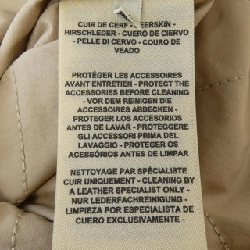 CUIR DE CERF - DEERSKIN -
HIRSCHLEDER - CUERO DE CIERVO
- PELLE DI CERVO - COURO DE
VEADO
PROTÉGER LES ACCESSOIRES
AVANT ENTRETIEN - PROTECT THE
ACCESSORIES BEFORE CLEANING
- VOR DEM REINIGEN DIE
ACCESSOIRES ABDECKEN -
PROTEGER LOS ACCESORIOS
ANTES DE LAVAR - PROTEGGERE
GLI ACCESSORI PRIMA DEL
LAVAGGIO - PROTEGER OS
ACESSÓRIOS ANTES DE LIMPAR
NETTOYAGE PAR SPÉCIALISTE
CUIR UNIQUEMENT - CLEANING BY
A LEATHER SPECIALIST ONLY -
NUR LEDERFACHREINIGUNG -
LIMPIEZA POR ESPECIALISTA DE
CUERO EXCLUSIVAMENTE